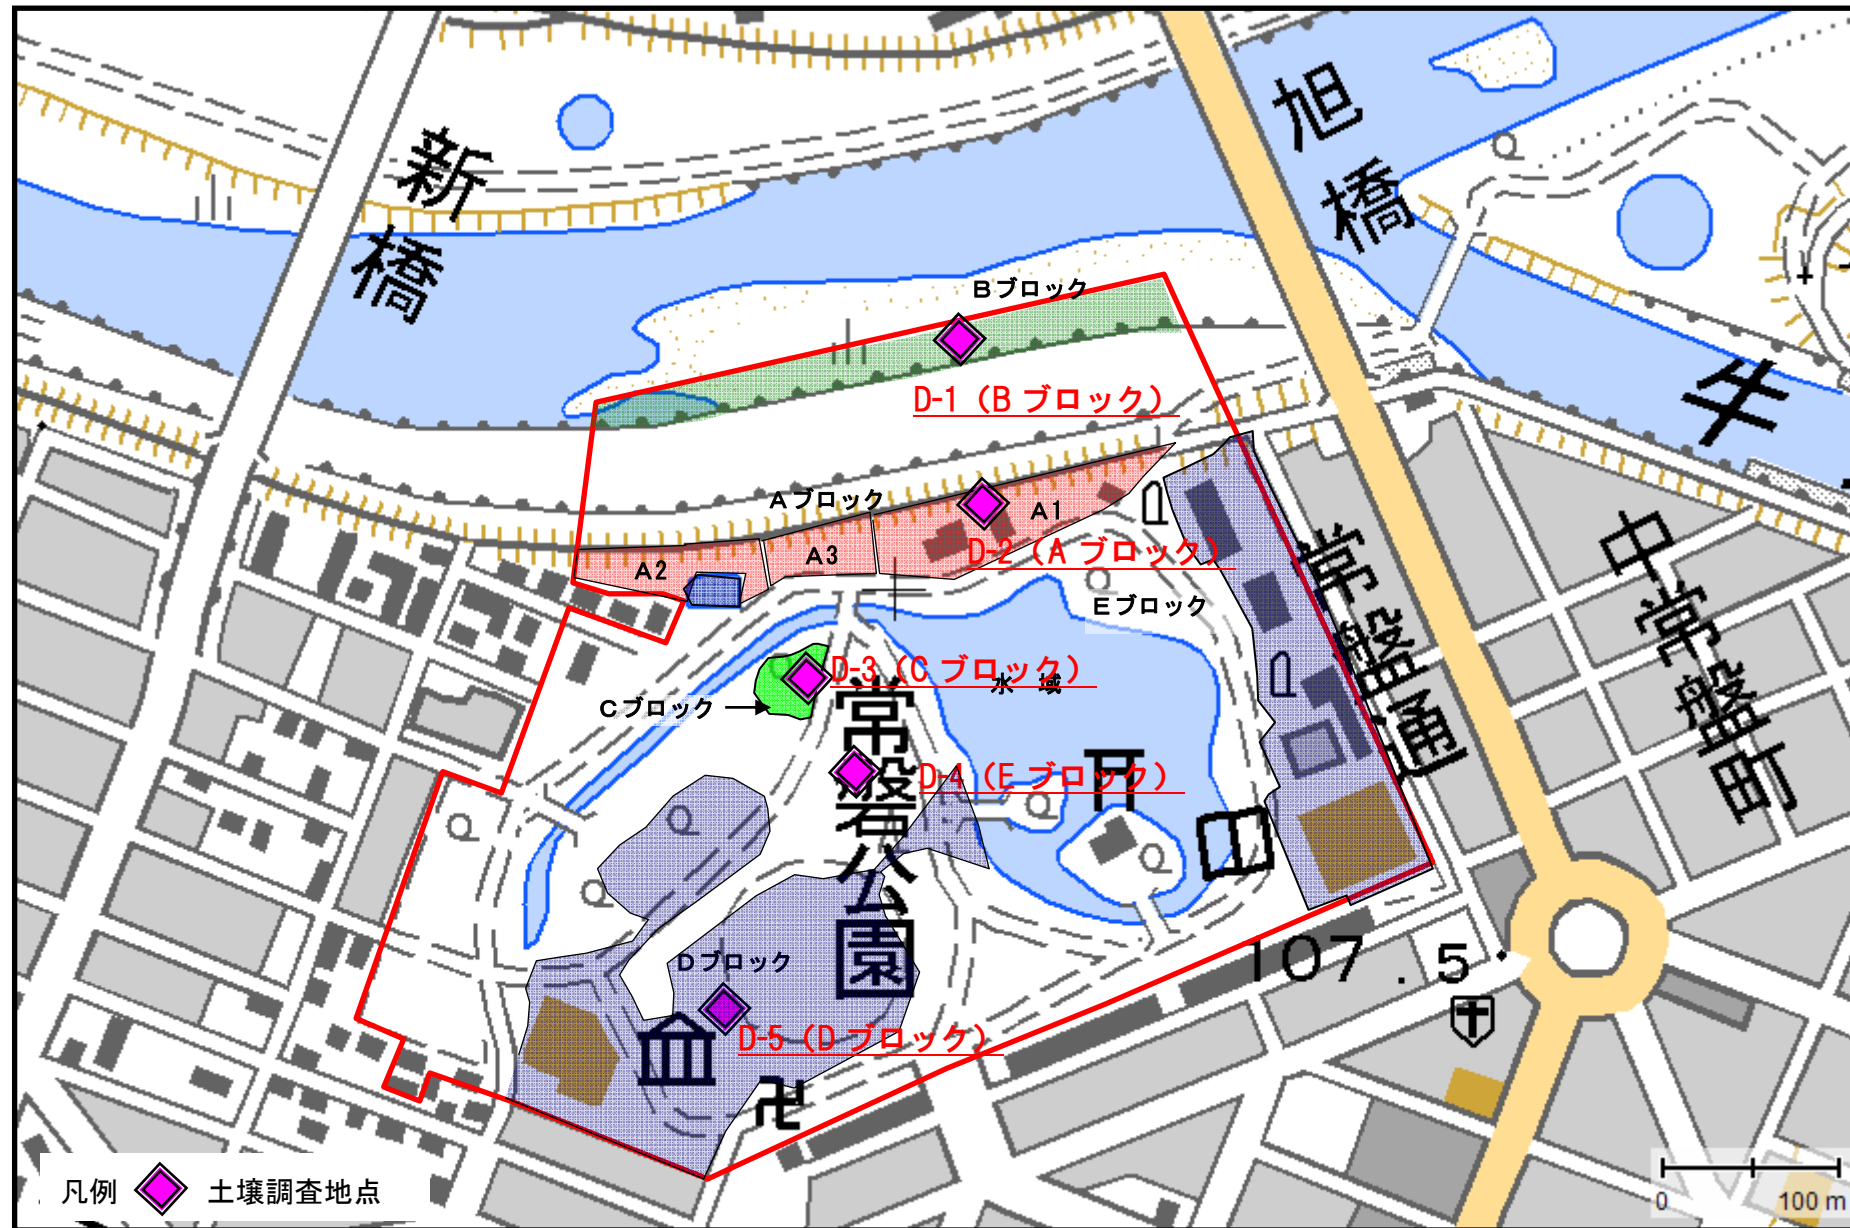 新橋
旭橋
Bブロック
D-1（B ブロック）
牛
Aブロック
A1
A2
A3
D-2（A ブロック）
Eブロック
常盤通
中常盤町
D-3（C ブロック）
水 域
Cブロック
常磐公園
D-4（E ブロック）
Dブロック
D-5（D ブロック）
107.5
卍
凡例 土壌調査地点
0 100 m